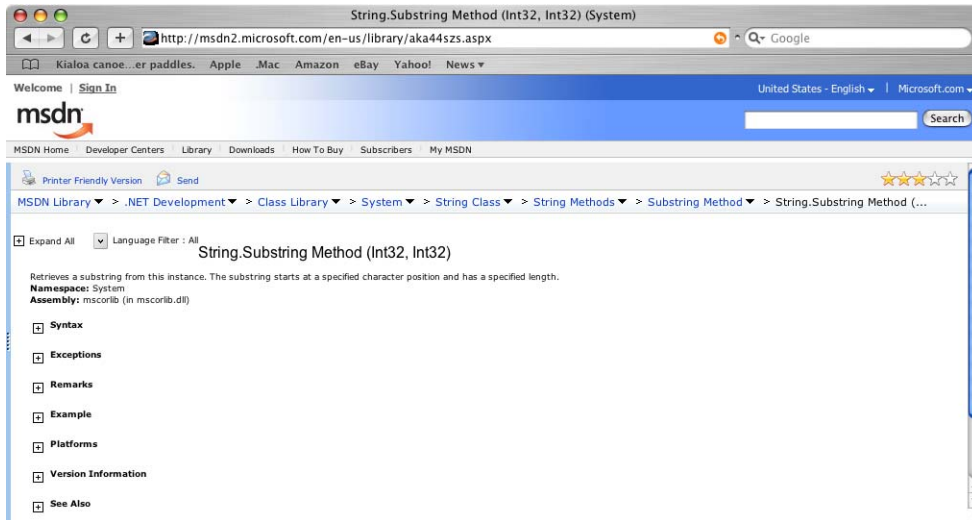 String.Substring Method (Int32, Int32) (System)
http://msdn2.microsoft.com/en-us/library/aka44szs.aspx
Google
Kialoa canoe...er paddles. Apple .Mac Amazon eBay Yahoo! News
Welcome | Sign In
United States - English | Microsoft.com
msdn
Search
MSDN Home Developer Centers Library Downloads How To Buy Subscribers My MSDN
Printer Friendly Version Send
MSDN Library > .NET Development > Class Library > System > String Class > String Methods > Substring Method > String.Substring Method (...
Expand All Language Filter : All
String.Substring Method (Int32, Int32)
Retrieves a substring from this instance. The substring starts at a specified character position and has a specified length.
Namespace: System
Assembly: mscorlib (in mscorlib.dll)
Syntax
Exceptions
Remarks
Example
Platforms
Version Information
See Also